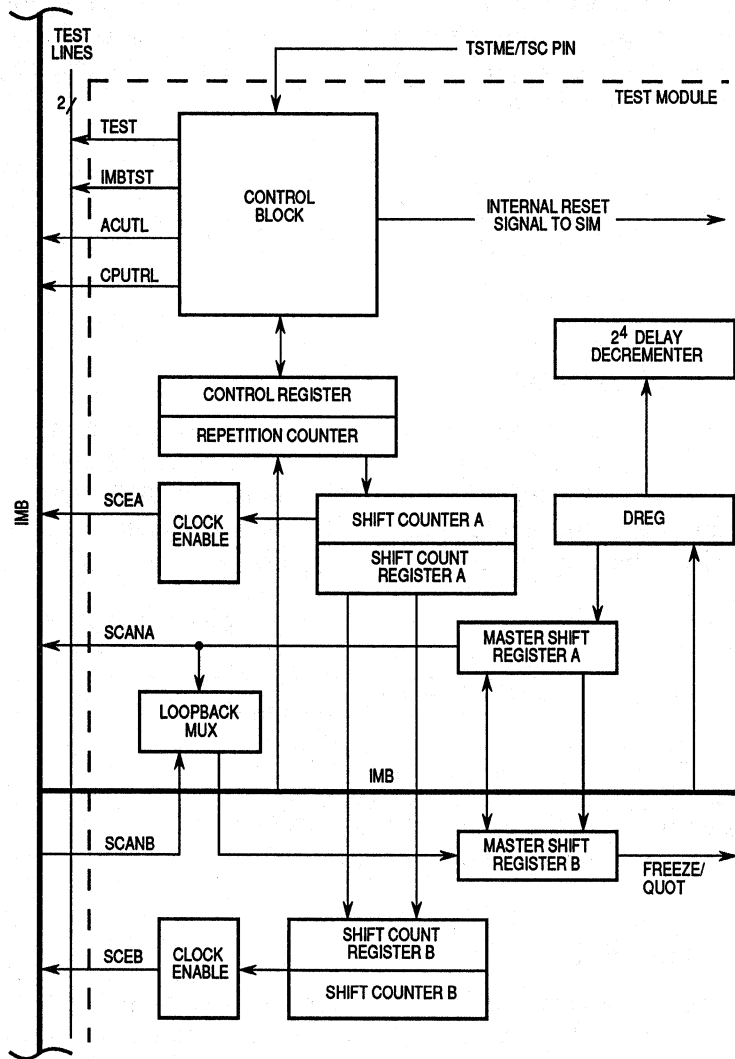 TEST
LINES
TSTME/TSC PIN
2
TEST MODULE
TEST
IMBTST
ACUTL
CPUTRL
CONTROL
BLOCK
INTERNAL RESET
SIGNAL TO SIM
2⁴ DELAY
DECREMENTER
CONTROL REGISTER
REPETITION COUNTER
IMB
SCEA
CLOCK
ENABLE
SHIFT COUNTER A
SHIFT COUNT
REGISTER A
DREG
SCANA
MASTER SHIFT
REGISTER A
LOOPBACK
MUX
IMB
SCANB
MASTER SHIFT
REGISTER B
FREEZE/
QUOT
SCEB
CLOCK
ENABLE
SHIFT COUNT
REGISTER B
SHIFT COUNTER B